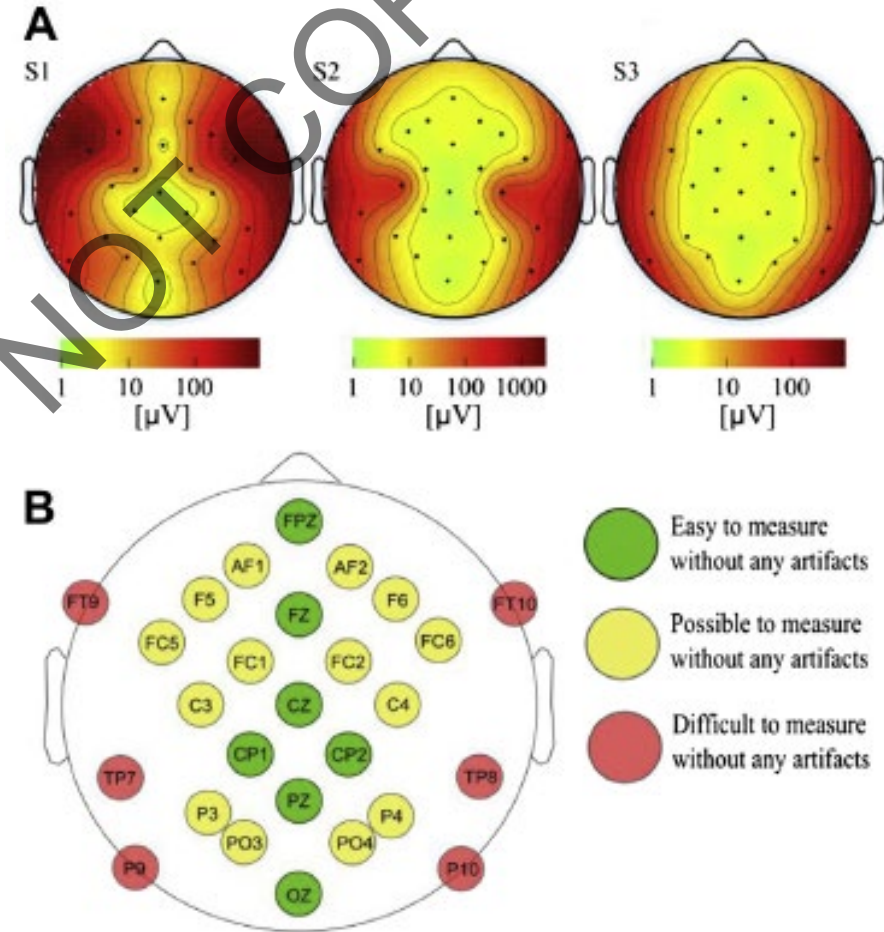 A
NOT COP
S1
S2
S3
1 10 100
[µV]
1 10 100 1000
[µV]
1 10 100
[µV]
B
FPZ
AF1 AF2
FT9 F5 FZ F6 FT10
FC5 FC1 FC2 FC6
C3 CZ C4
CP1 CP2
TP7 PZ TP8
P3 P4
PO3 PO4
P9 OZ P10
Easy to measure
without any artifacts
Possible to measure
without any artifacts
Difficult to measure
without any artifacts